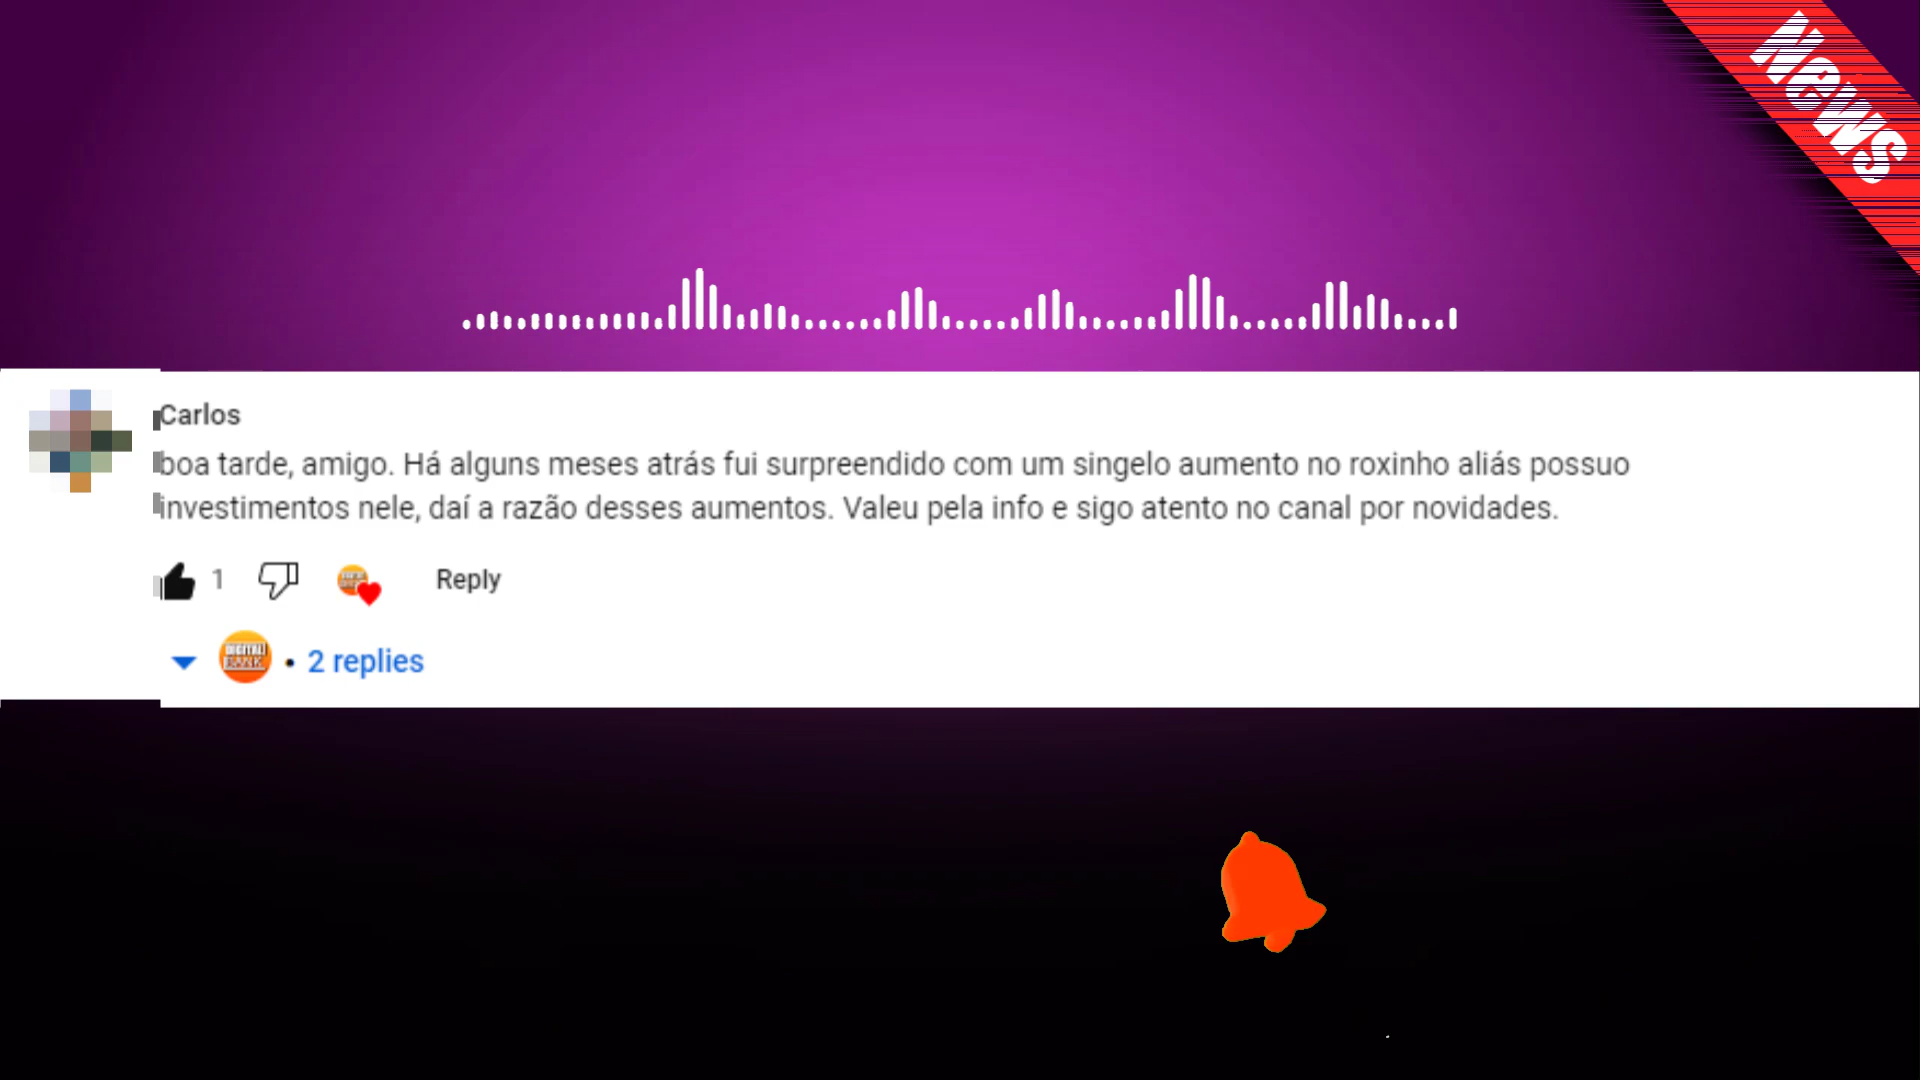 News
Carlos
boa tarde, amigo. Há alguns meses atrás fui surpreendido com um singelo aumento no roxinho aliás possuo
investimentos nele, daí a razão desses aumentos. Valeu pela info e sigo atento no canal por novidades.
1
Reply
DIGITAL
BANK
• 2 replies